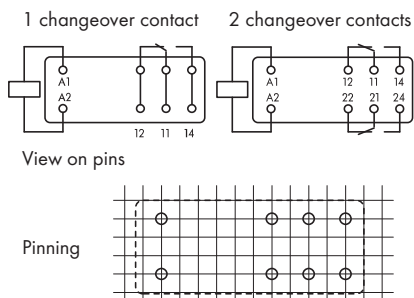 1 changeover contact 2 changeover contacts
A1 A1 12 11 14
A2 A2 22 21 24
12 11 14
View on pins
Pinning